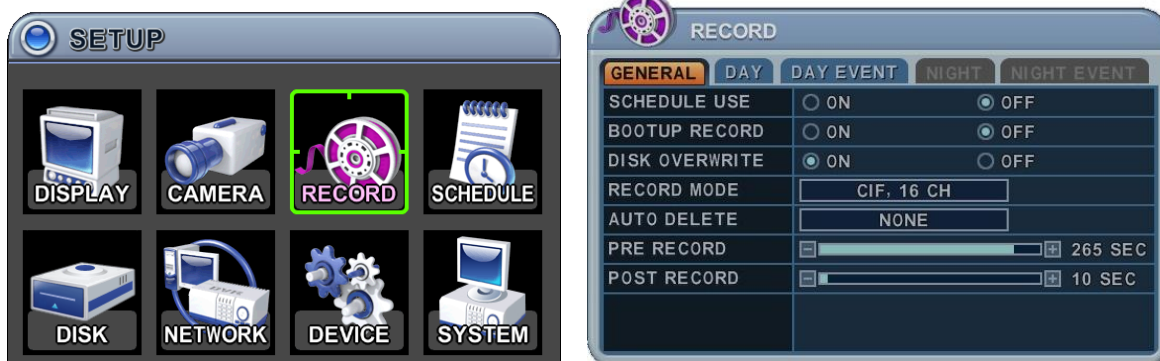 SETUP
DISPLAY CAMERA RECORD SCHEDULE
DISK NETWORK DEVICE SYSTEM
RECORD
GENERAL DAY DAY EVENT NIGHT NIGHT EVENT
SCHEDULE USE ON OFF
BOOTUP RECORD ON OFF
DISK OVERWRITE ON OFF
RECORD MODE CIF, 16 CH
AUTO DELETE NONE
PRE RECORD 265 SEC
POST RECORD 10 SEC